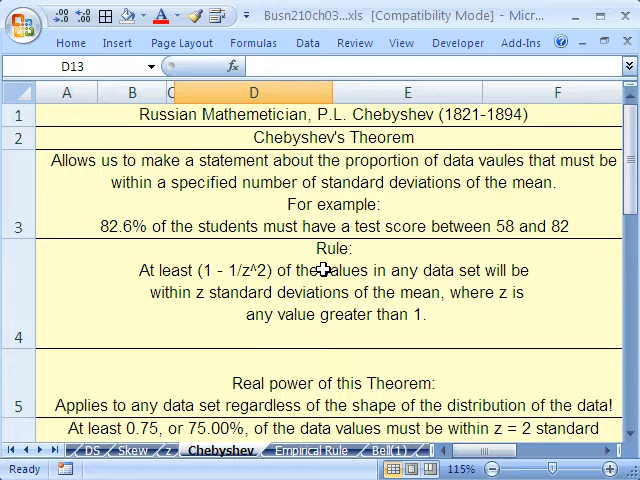 Busn210ch03...xls [Compatibility Mode] - Micr...
Home Insert Page Layout Formulas Data Review View Developer Add-Ins
D13 fx
A B C D E F
1 Russian Mathemetician, P.L. Chebyshev (1821-1894)
2 Chebyshev's Theorem
Allows us to make a statement about the proportion of data vaules that must be
within a specified number of standard deviations of the mean.
For example:
3 82.6% of the students must have a test score between 58 and 82
Rule:
At least (1 - 1/z^2) of the values in any data set will be
within z standard deviations of the mean, where z is
any value greater than 1.
4
Real power of this Theorem:
5 Applies to any data set regardless of the shape of the distribution of the data!
At least 0.75, or 75.00%, of the data values must be within z = 2 standard
DS Skew z Chebyshev Empirical Rule Bell(1)
Ready 115%